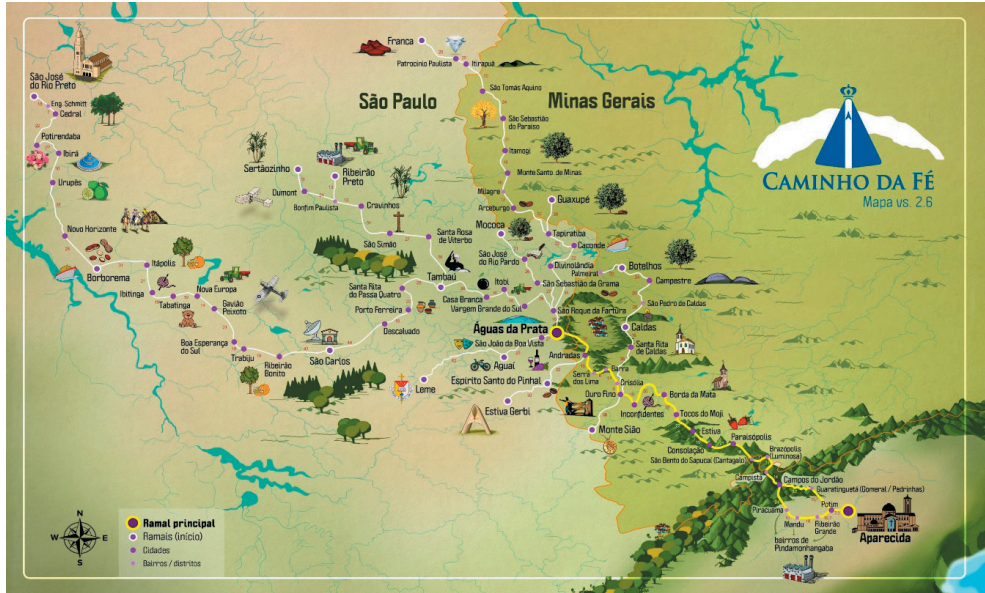 Franca
Patrocinio Paulista
Itirapuã
São José
do Rio Preto
Eng. Schmitt
Cedral
Potirendaba
Ibirá
Urupês
Novo Horizonte
Borborema
Itápolis
Ibitinga
Tabatinga
Nova Europa
Gavião
Peixoto
Boa Esperança
do Sul
Trabiju
Ribeirão
Bonito
São Carlos
Descalvado
Porto Ferreira
Santa Rita
do Passa Quatro
São Paulo
Minas Gerais
São Tomás Aquino
São Sebastião
do Paraíso
Itamogi
Monte Santo de Minas
Milagre
Arceburgo
Guaxupé
Mococa
Tapiratiba
Caconde
São José
do Rio Pardo
Divinolândia
Palmeiral
Botelhos
São Sebastião da Grama
Campestre
São Pedro de Caldas
São Roque da Fartura
Caldas
Santa Rita
de Caldas
Sertãozinho
Ribeirão
Preto
Dumont
Bonfim Paulista
Cravinhos
São Simão
Santa Rosa
de Viterbo
Tambaú
Itobi
Casa Branca
Vargem Grande do Sul
Águas da Prata
São João da Boa Vista
Aguaí
Leme
Espírito Santo do Pinhal
Estiva Gerbi
Andradas
Serra
dos Lima
Barra
Crisólia
Ouro Fino
Monte Sião
Inconfidentes
Borda da Mata
Tocos do Moji
Estiva
Consolação
Paraisópolis
Brazópolis
(Luminosa)
São Bento do Sapucaí (Cantagalo)
Campista
Campos do Jordão
Guaratinguetá (Gomeral / Pedrinhas)
Piracuama
Potim
Mandu
Ribeirão
Grande
Aparecida
bairros de
Pindamonhangaba
CAMINHO DA FÉ
Mapa vs. 2.6
N
W
E
S
Ramal principal
Ramais (início)
Cidades
Bairros / distritos